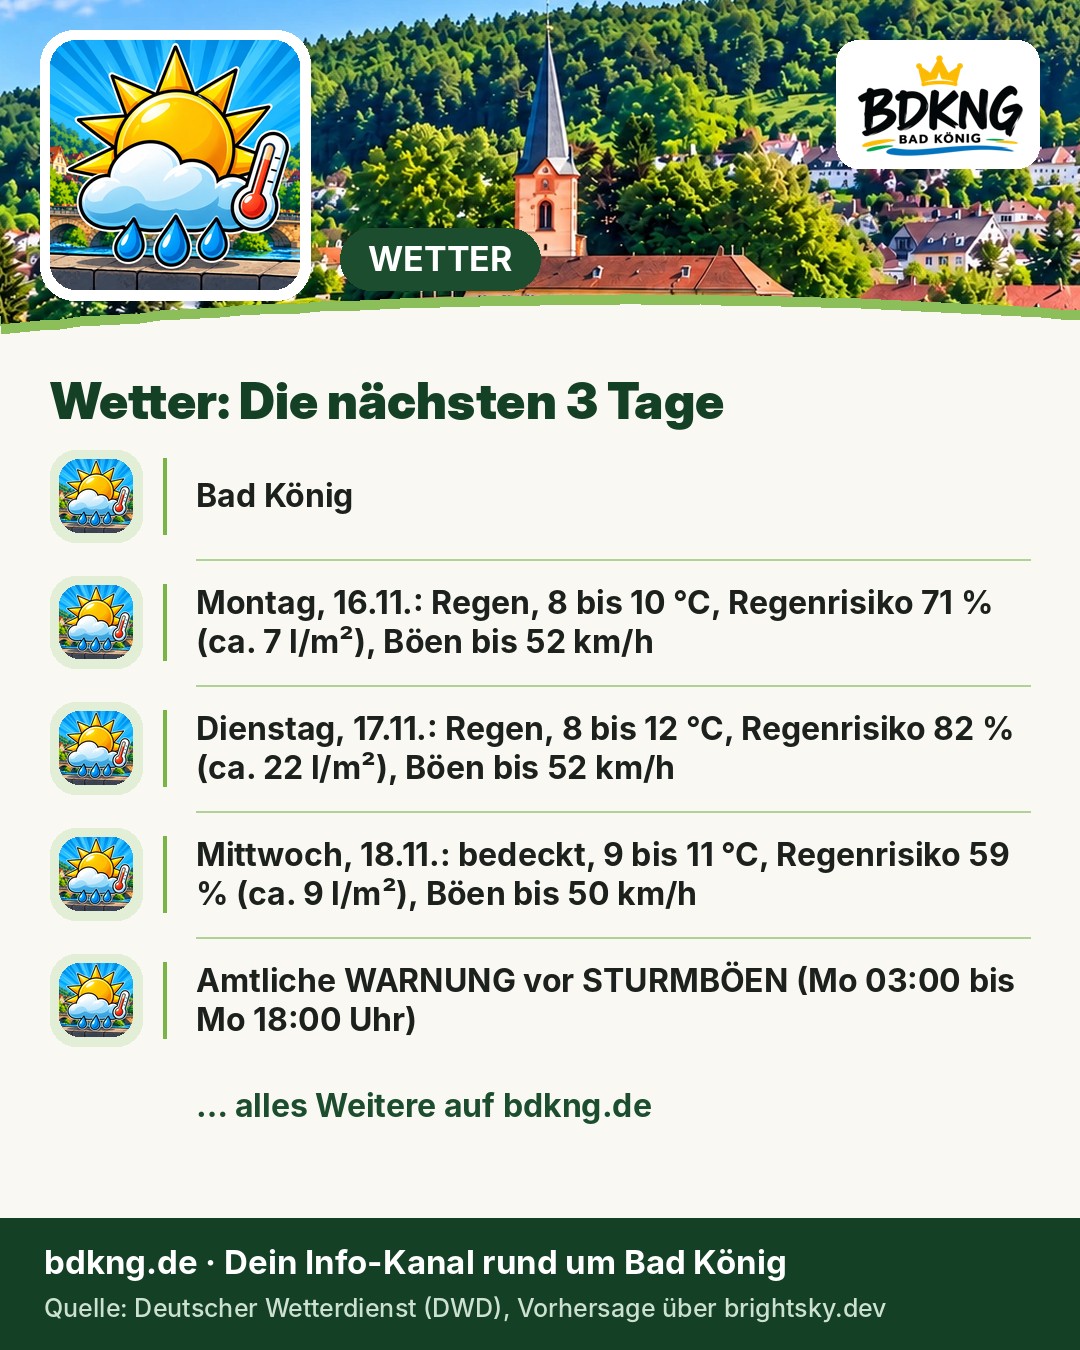 BDKNG
BAD KÖNIG
WETTER
Wetter: Die nächsten 3 Tage
Bad König
Montag, 16.11.: Regen, 8 bis 10 °C, Regenrisiko 71 %
(ca. 7 l/m²), Böen bis 52 km/h
Dienstag, 17.11.: Regen, 8 bis 12 °C, Regenrisiko 82 %
(ca. 22 l/m²), Böen bis 52 km/h
Mittwoch, 18.11.: bedeckt, 9 bis 11 °C, Regenrisiko 59
% (ca. 9 l/m²), Böen bis 50 km/h
Amtliche WARNUNG vor STURMBÖEN (Mo 03:00 bis
Mo 18:00 Uhr)
… alles Weitere auf bdkng.de
bdkng.de · Dein Info-Kanal rund um Bad König
Quelle: Deutscher Wetterdienst (DWD), Vorhersage über brightsky.dev